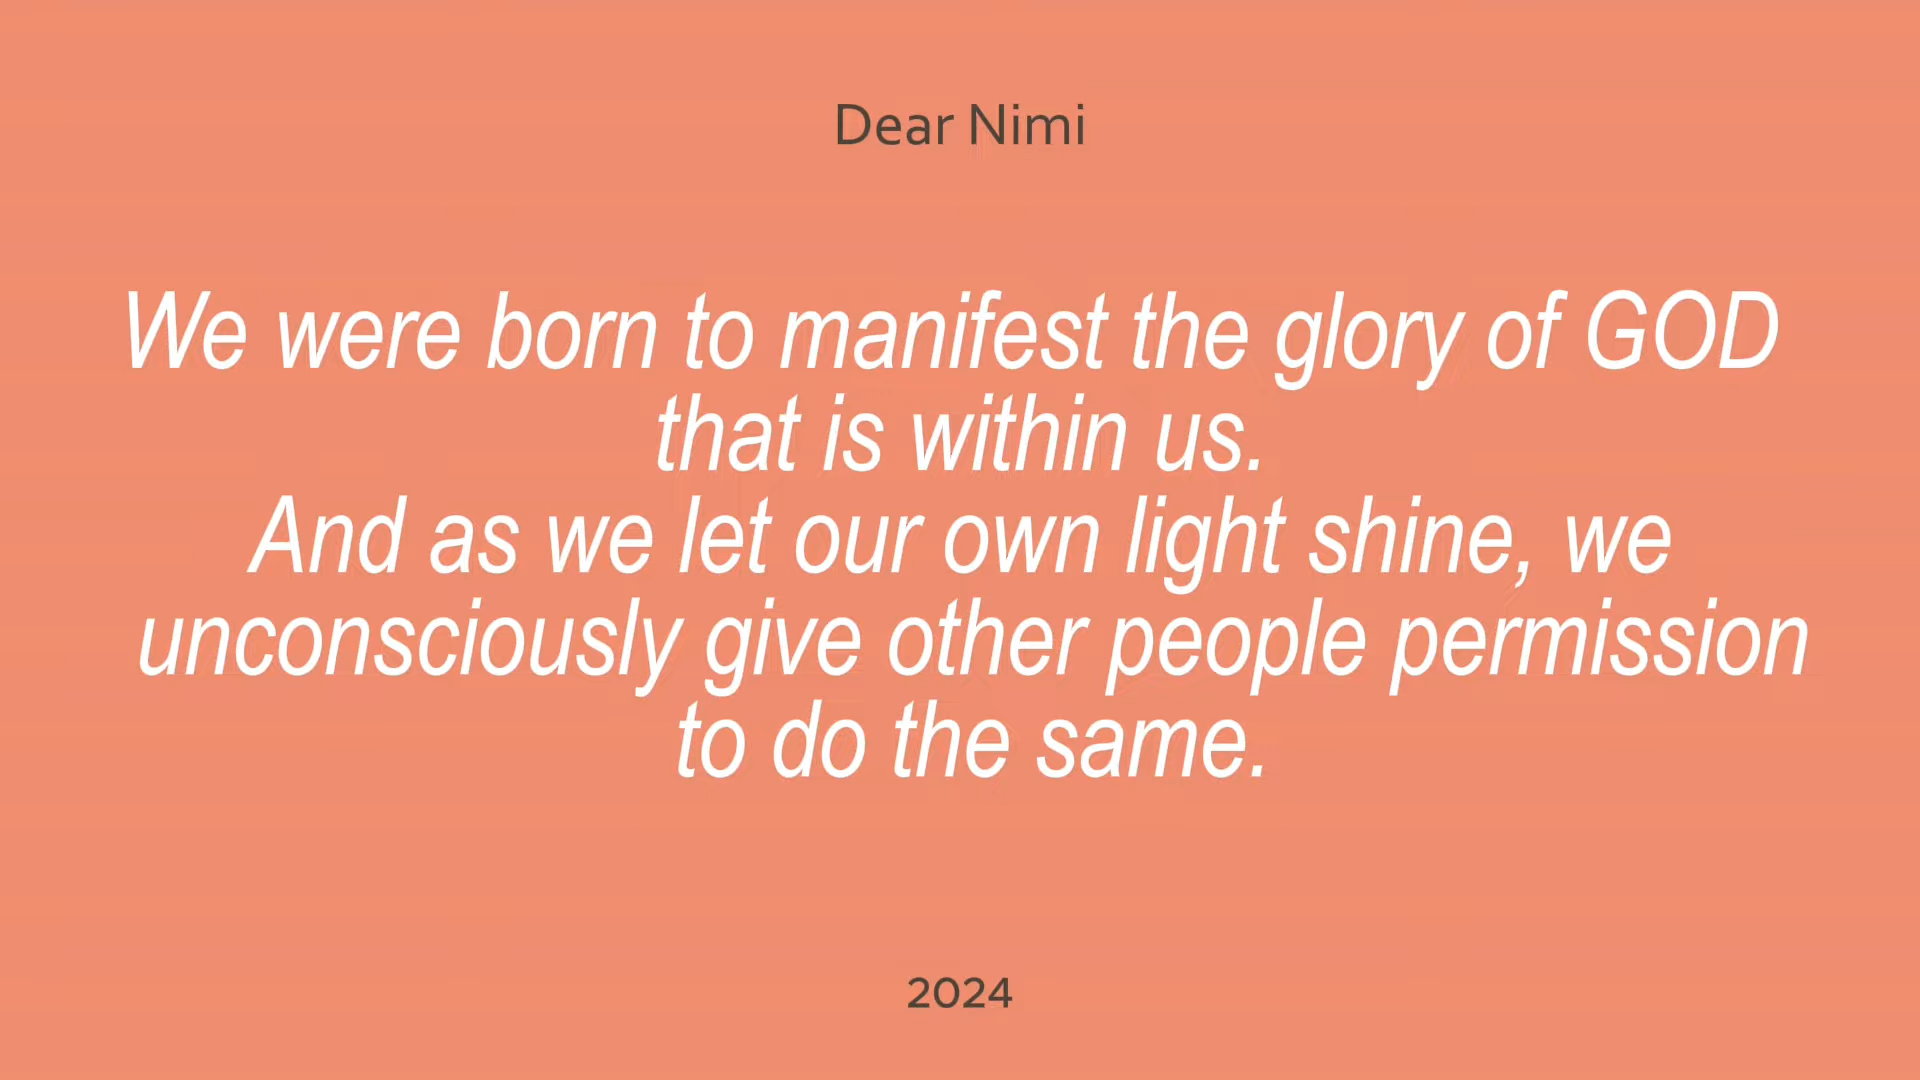 Dear Nimi
We were born to manifest the glory of GOD
that is within us.
And as we let our own light shine, we
unconsciously give other people permission
to do the same.
2024